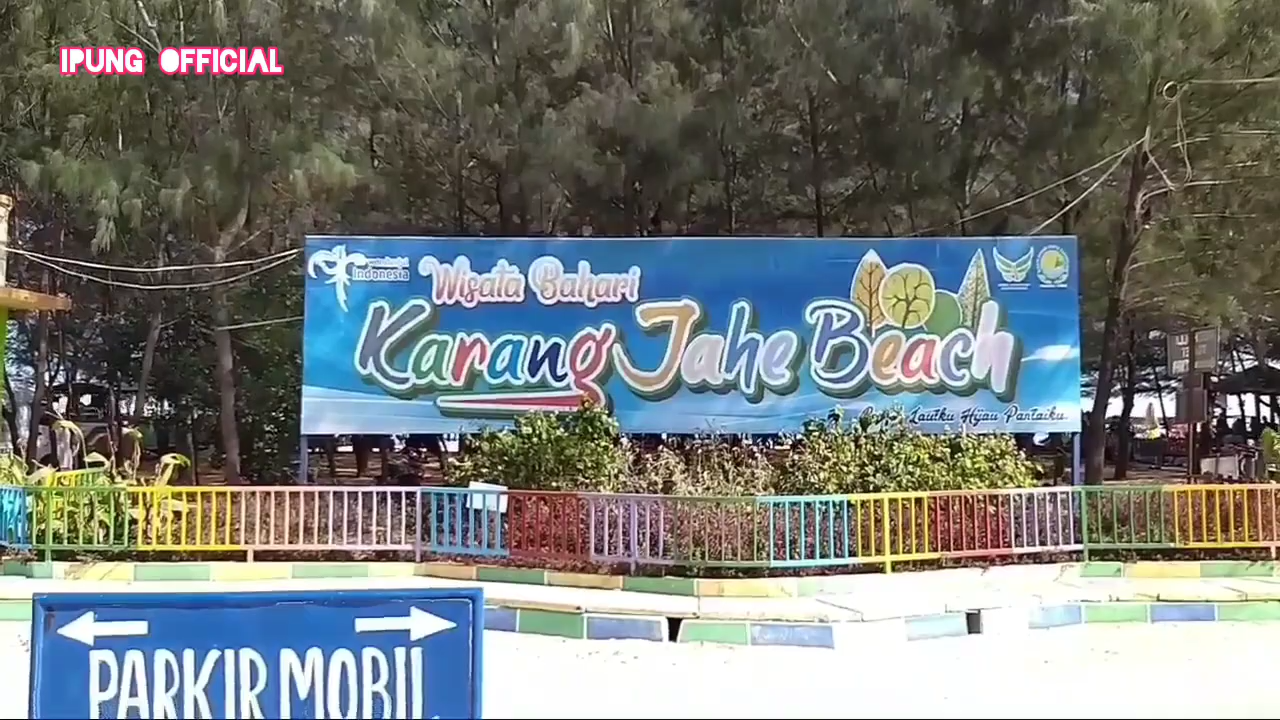 IPUNG OFFICIAL
Indonesia
Wisata Bahari
Karang Jahe Beach
Lautku Hijau Pantaiku
PARKIR MOBIL